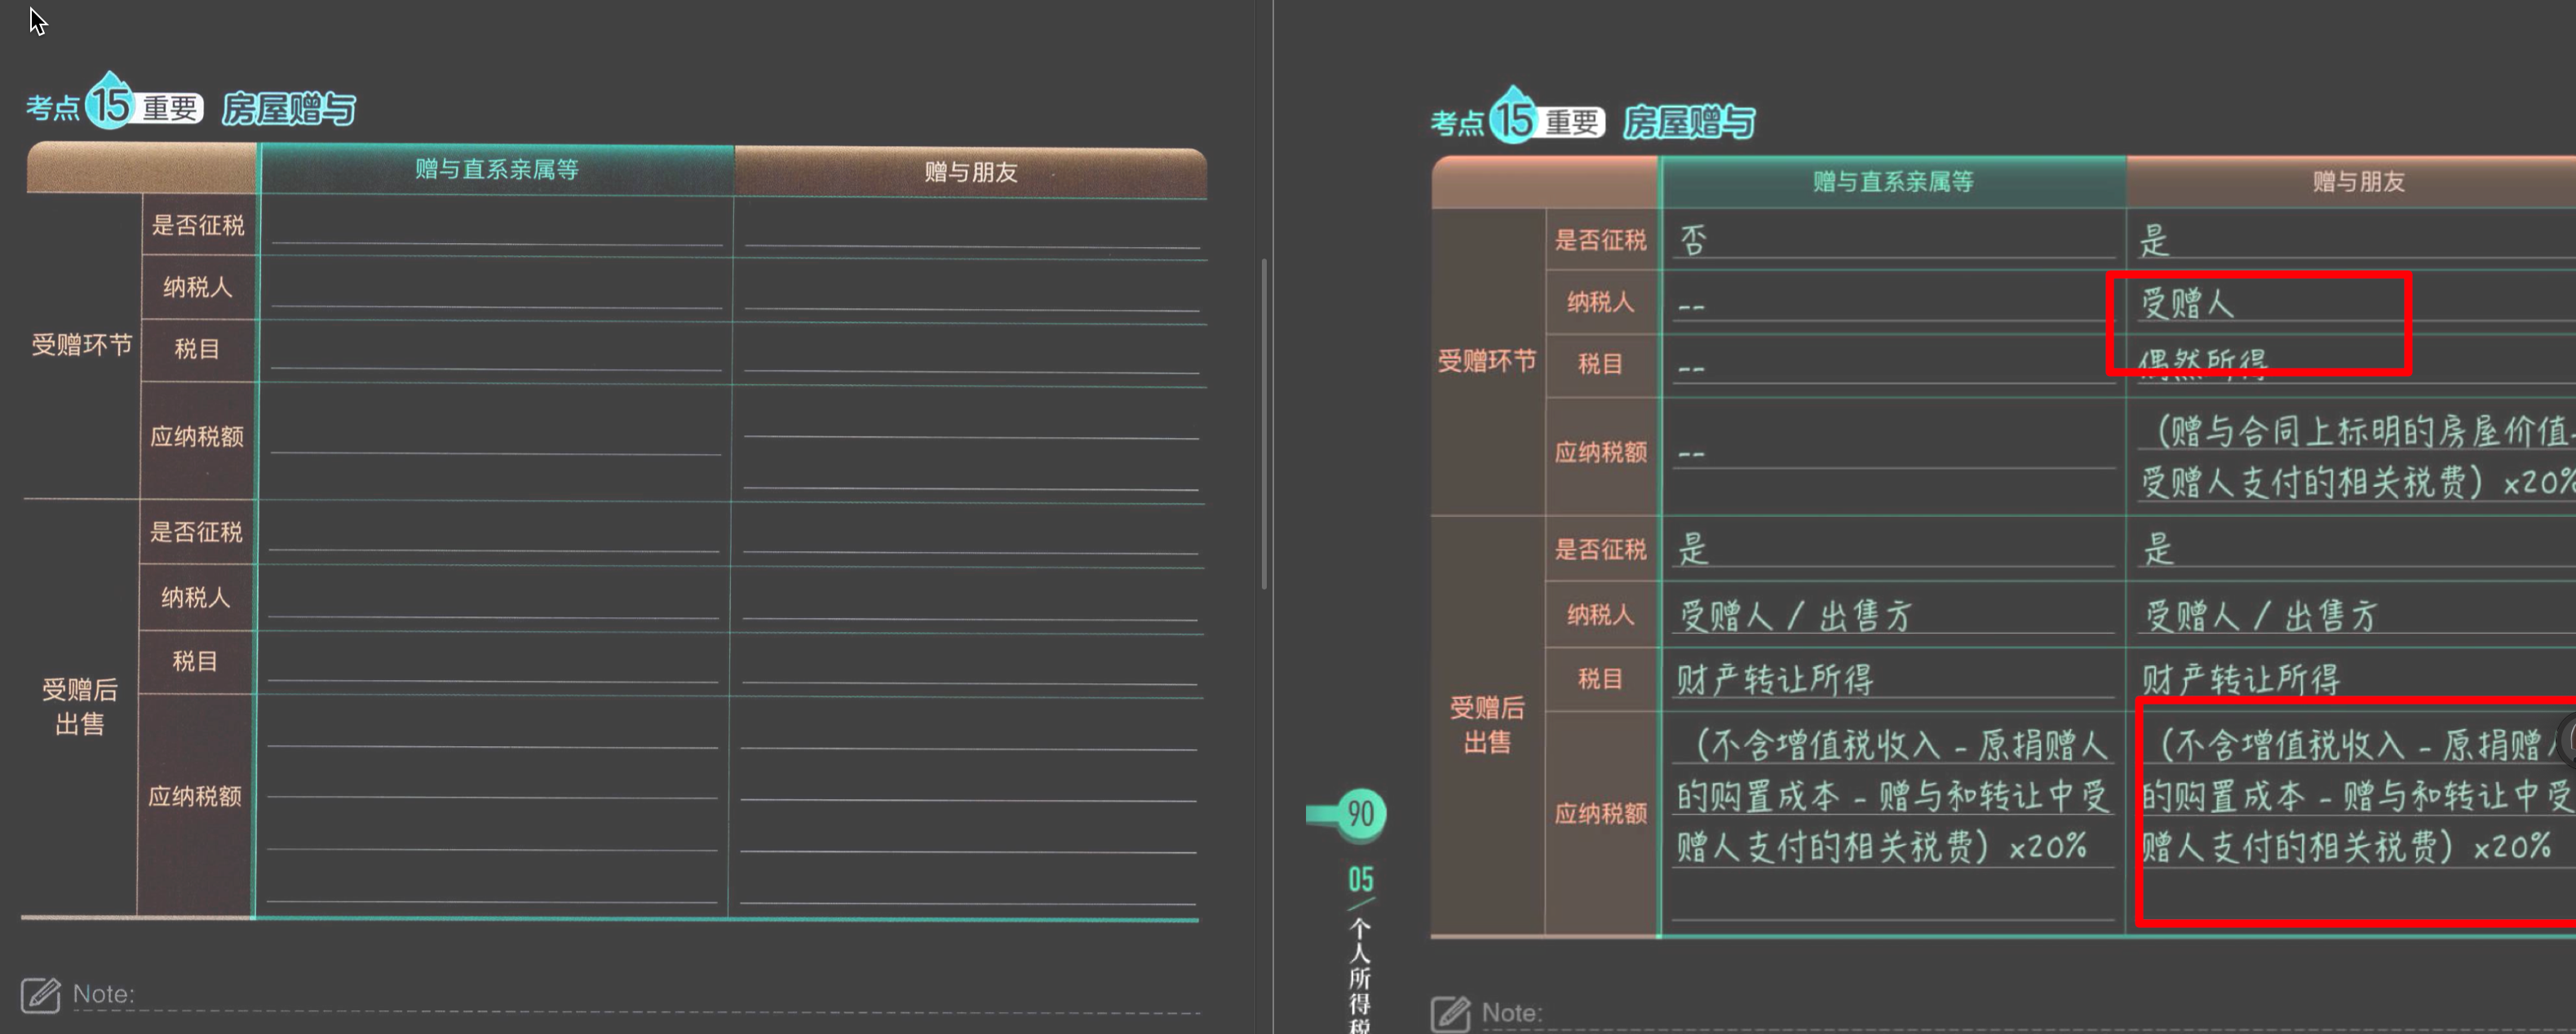 考点 15 重要 房屋赠与
赠与直系亲属等 赠与朋友
受赠环节
是否征税
纳税人
税目
应纳税额
受赠后
出售
是否征税
纳税人
税目
应纳税额
Note:
考点 15 重要 房屋赠与
赠与直系亲属等 赠与朋友
受赠环节
是否征税 否 是
纳税人 -- 受赠人
税目 -- 偶然所得
应纳税额 --
(赠与合同上标明的房屋价值-
受赠人支付的相关税费) x20%
受赠后
出售
是否征税 是 是
纳税人 受赠人 / 出售方 受赠人 / 出售方
税目 财产转让所得 财产转让所得
应纳税额
(不含增值税收入 - 原捐赠人
的购置成本 - 赠与和转让中受
赠人支付的相关税费) x20%
(不含增值税收入 - 原捐赠人
的购置成本 - 赠与和转让中受
赠人支付的相关税费) x20%
90
05
/
个人所得税
Note: